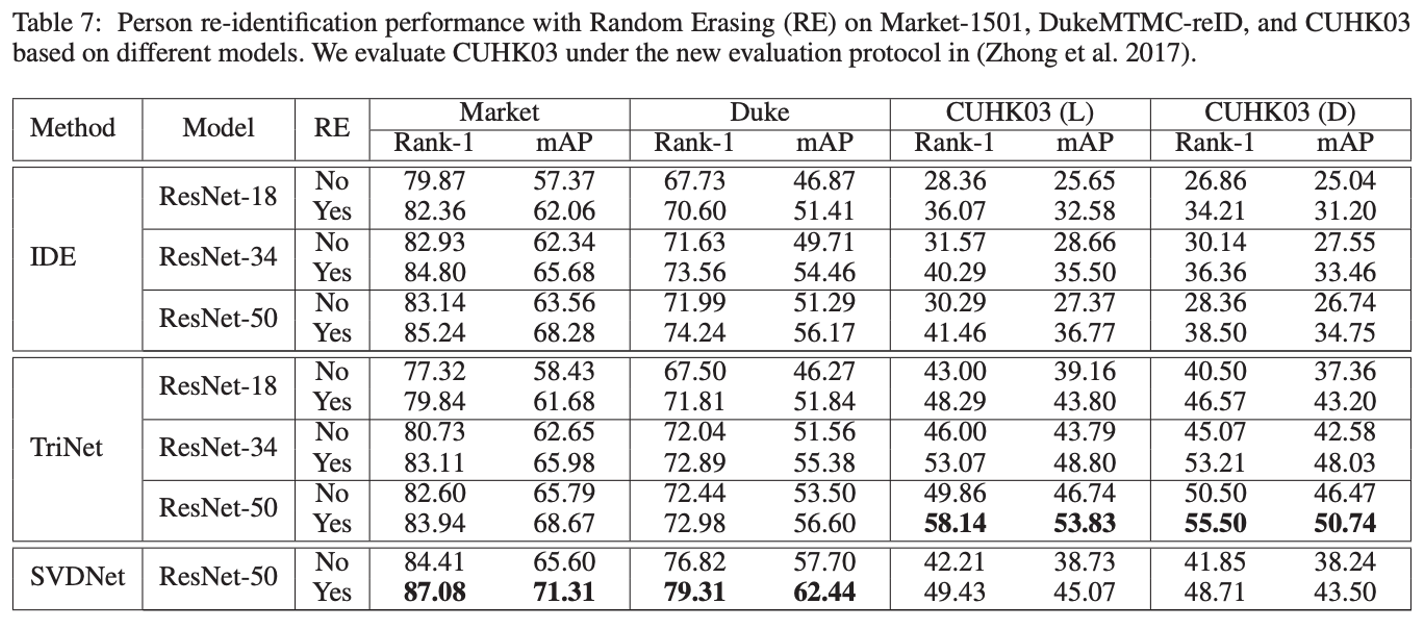 Table 7: Person re-identification performance with Random Erasing (RE) on Market-1501, DukeMTMC-reID, and CUHK03
based on different models. We evaluate CUHK03 under the new evaluation protocol in (Zhong et al. 2017).
Method Model RE Market Duke CUHK03 (L) CUHK03 (D)
Rank-1 mAP Rank-1 mAP Rank-1 mAP Rank-1 mAP
IDE ResNet-18 No 79.87 57.37 67.73 46.87 28.36 25.65 26.86 25.04
Yes 82.36 62.06 70.60 51.41 36.07 32.58 34.21 31.20
ResNet-34 No 82.93 62.34 71.63 49.71 31.57 28.66 30.14 27.55
Yes 84.80 65.68 73.56 54.46 40.29 35.50 36.36 33.46
ResNet-50 No 83.14 63.56 71.99 51.29 30.29 27.37 28.36 26.74
Yes 85.24 68.28 74.24 56.17 41.46 36.77 38.50 34.75
TriNet ResNet-18 No 77.32 58.43 67.50 46.27 43.00 39.16 40.50 37.36
Yes 79.84 61.68 71.81 51.84 48.29 43.80 46.57 43.20
ResNet-34 No 80.73 62.65 72.04 51.56 46.00 43.79 45.07 42.58
Yes 83.11 65.98 72.89 55.38 53.07 48.80 53.21 48.03
ResNet-50 No 82.60 65.79 72.44 53.50 49.86 46.74 50.50 46.47
Yes 83.94 68.67 72.98 56.60 58.14 53.83 55.50 50.74
SVDNet ResNet-50 No 84.41 65.60 76.82 57.70 42.21 38.73 41.85 38.24
Yes 87.08 71.31 79.31 62.44 49.43 45.07 48.71 43.50